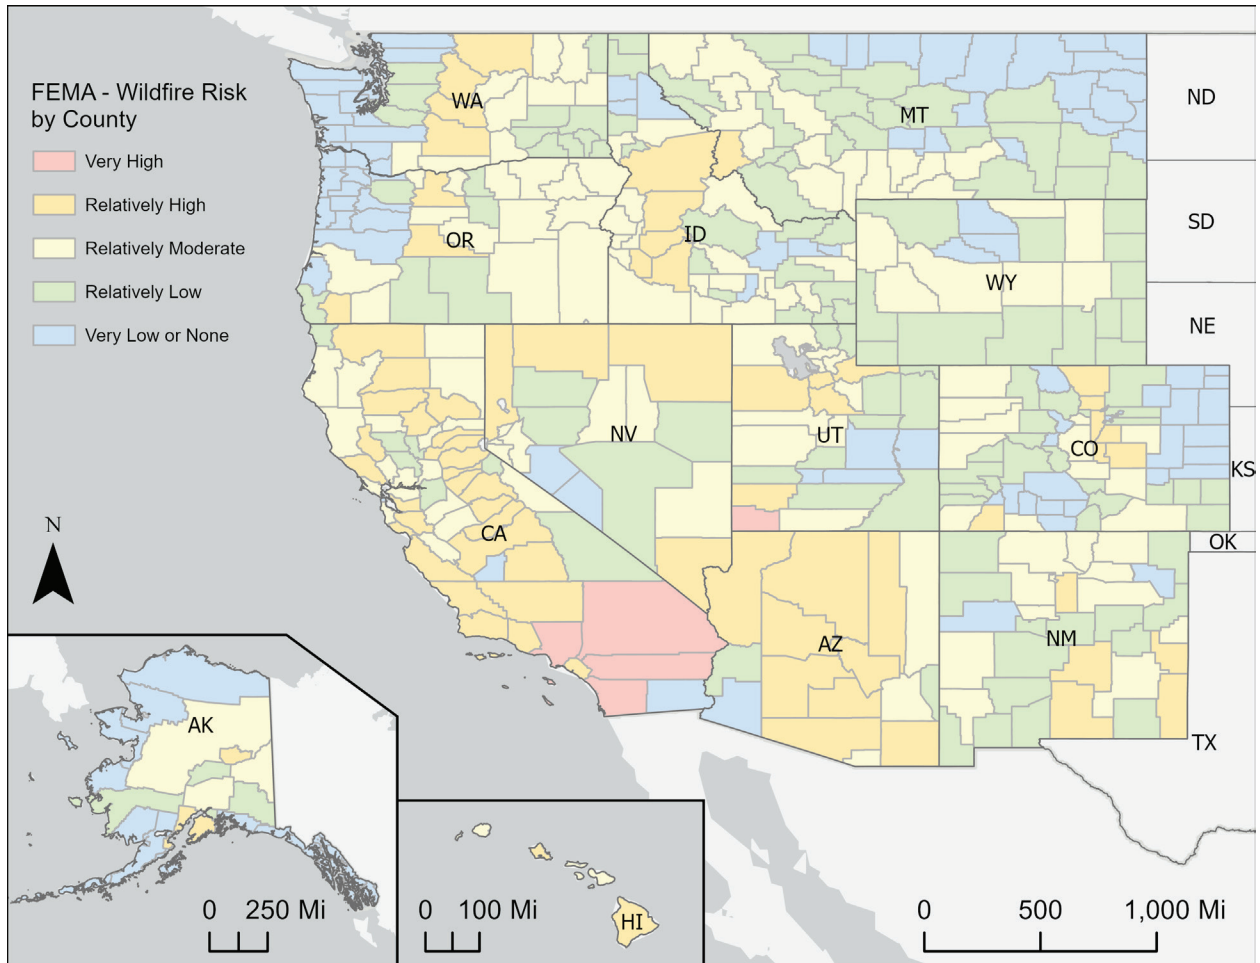 FEMA - Wildfire Risk
by County
Very High
Relatively High
Relatively Moderate
Relatively Low
Very Low or None
WA
MT
ND
OR
ID
SD
WY
NE
NV
UT
CO
KS
CA
N
OK
AZ
NM
TX
AK
HI
0 250 Mi
0 100 Mi
0 500 1,000 Mi